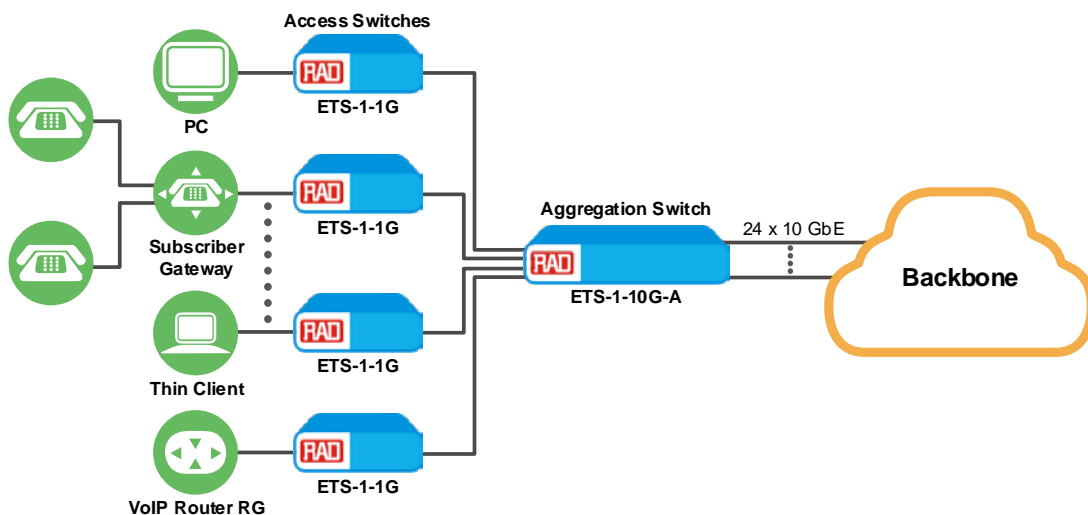 Access Switches
RAD
ETS-1-1G
PC
RAD
ETS-1-1G
Subscriber
Gateway
Aggregation Switch
RAD
ETS-1-10G-A
24 x 10 GbE
Backbone
RAD
ETS-1-1G
Thin Client
RAD
ETS-1-1G
VoIP Router RG